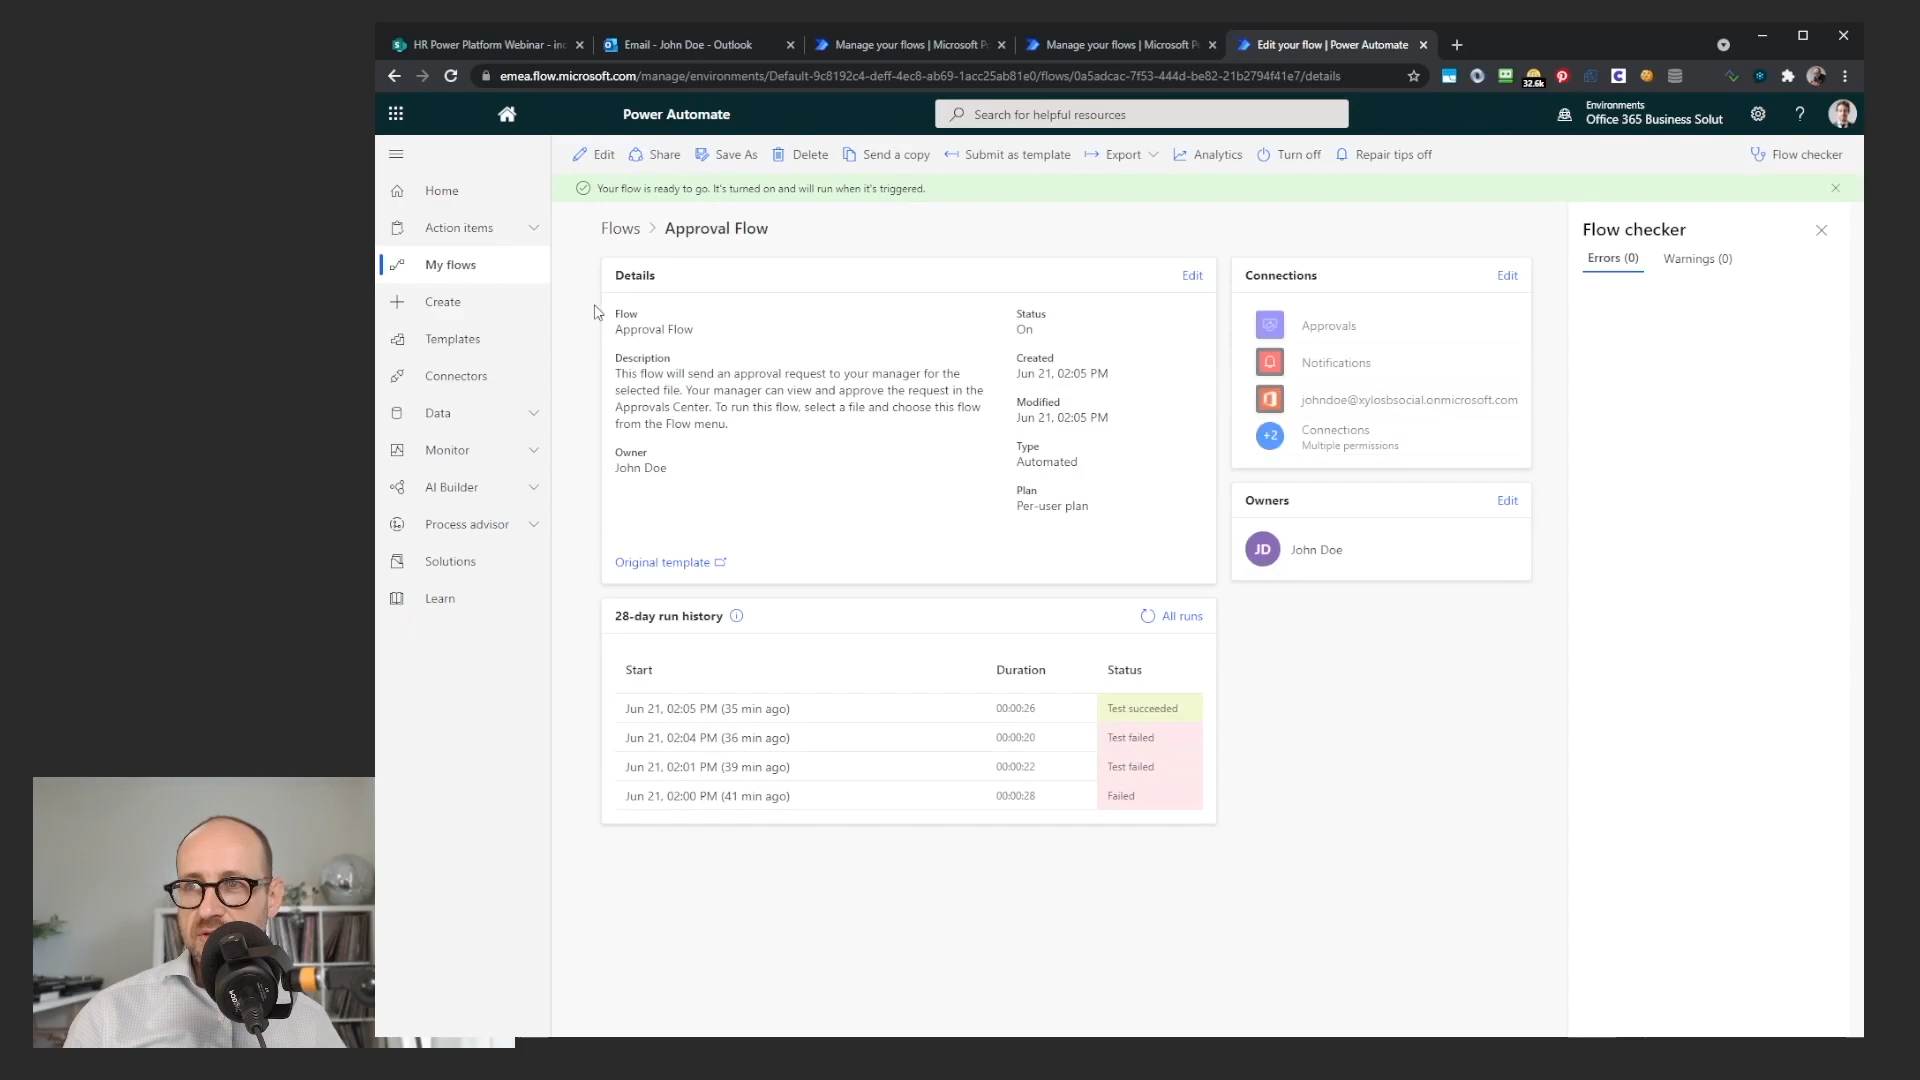 HR Power Platform Webinar - inc
Email - John Doe - Outlook
Manage your flows | Microsoft Po
Manage your flows | Microsoft Po
Edit your flow | Power Automate
emea.flow.microsoft.com/manage/environments/Default-9c8192c4-deff-4ec8-ab69-1acc25ab81e0/flows/0a5adcac-7f53-444d-be82-21b2794f41e7/details
32.6k
Power Automate
Search for helpful resources
Environments
Office 365 Business Solut
Edit
Share
Save As
Delete
Send a copy
Submit as template
Export
Analytics
Turn off
Repair tips off
Flow checker
Your flow is ready to go. It's turned on and will run when it's triggered.
Home
Action items
My flows
Create
Templates
Connectors
Data
Monitor
AI Builder
Process advisor
Solutions
Learn
Flows > Approval Flow
Details
Edit
Flow
Approval Flow
Description
This flow will send an approval request to your manager for the
selected file. Your manager can view and approve the request in the
Approvals Center. To run this flow, select a file and choose this flow
from the Flow menu.
Owner
John Doe
Status
On
Created
Jun 21, 02:05 PM
Modified
Jun 21, 02:05 PM
Type
Automated
Plan
Per-user plan
Original template
Connections
Edit
Approvals
Notifications
johndoe@xylosbsocial.onmicrosoft.com
+2
Connections
Multiple permissions
Owners
Edit
JD
John Doe
28-day run history
All runs
Start Duration Status
Jun 21, 02:05 PM (35 min ago) 00:00:26 Test succeeded
Jun 21, 02:04 PM (36 min ago) 00:00:20 Test failed
Jun 21, 02:01 PM (39 min ago) 00:00:22 Test failed
Jun 21, 02:00 PM (41 min ago) 00:00:28 Failed
Flow checker
Errors (0)
Warnings (0)